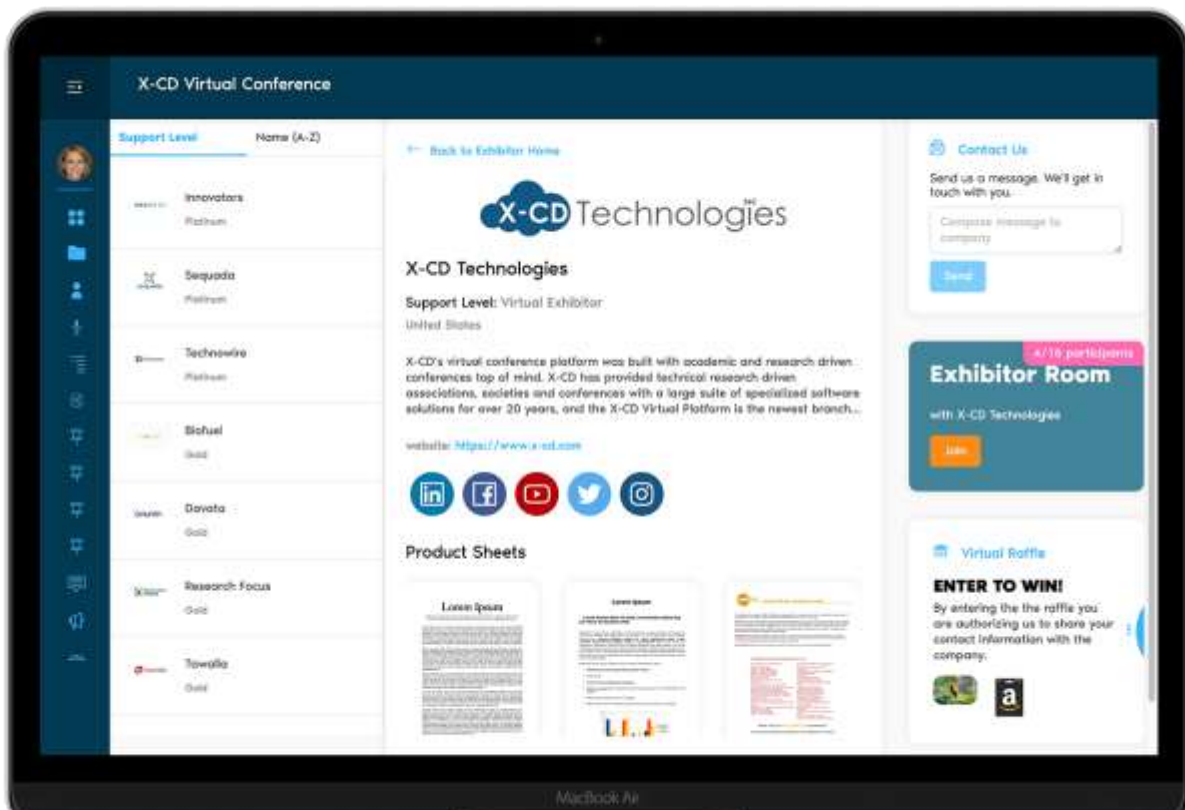 X-CD Virtual Conference
Support Level
Name (A-Z)
Innovators
Platinum
Sequoda
Platinum
Technowire
Platinum
Biofuel
Gold
Davata
Gold
Research Focus
Gold
Towalla
Gold
Back to Exhibitor Home
X-CD Technologies INC
X-CD Technologies
Support Level: Virtual Exhibitor
United States
X-CD's virtual conference platform was built with academic and research driven
conferences top of mind. X-CD has provided technical research driven
associations, societies and conferences with a large suite of specialized software
solutions for over 20 years, and the X-CD Virtual Platform is the newest branch...
website: https://www.x-cd.com
in
Product Sheets
Lorem Ipsum
Lorem Ipsum
Contact Us
Send us a message. We'll get in
touch with you.
Compose message to
company
Send
4/16 participants
Exhibitor Room
with X-CD Technologies
Join
Virtual Raffle
ENTER TO WIN!
By entering the the raffle you
are authorizing us to share your
contact information with the
company.
a
MacBook Air